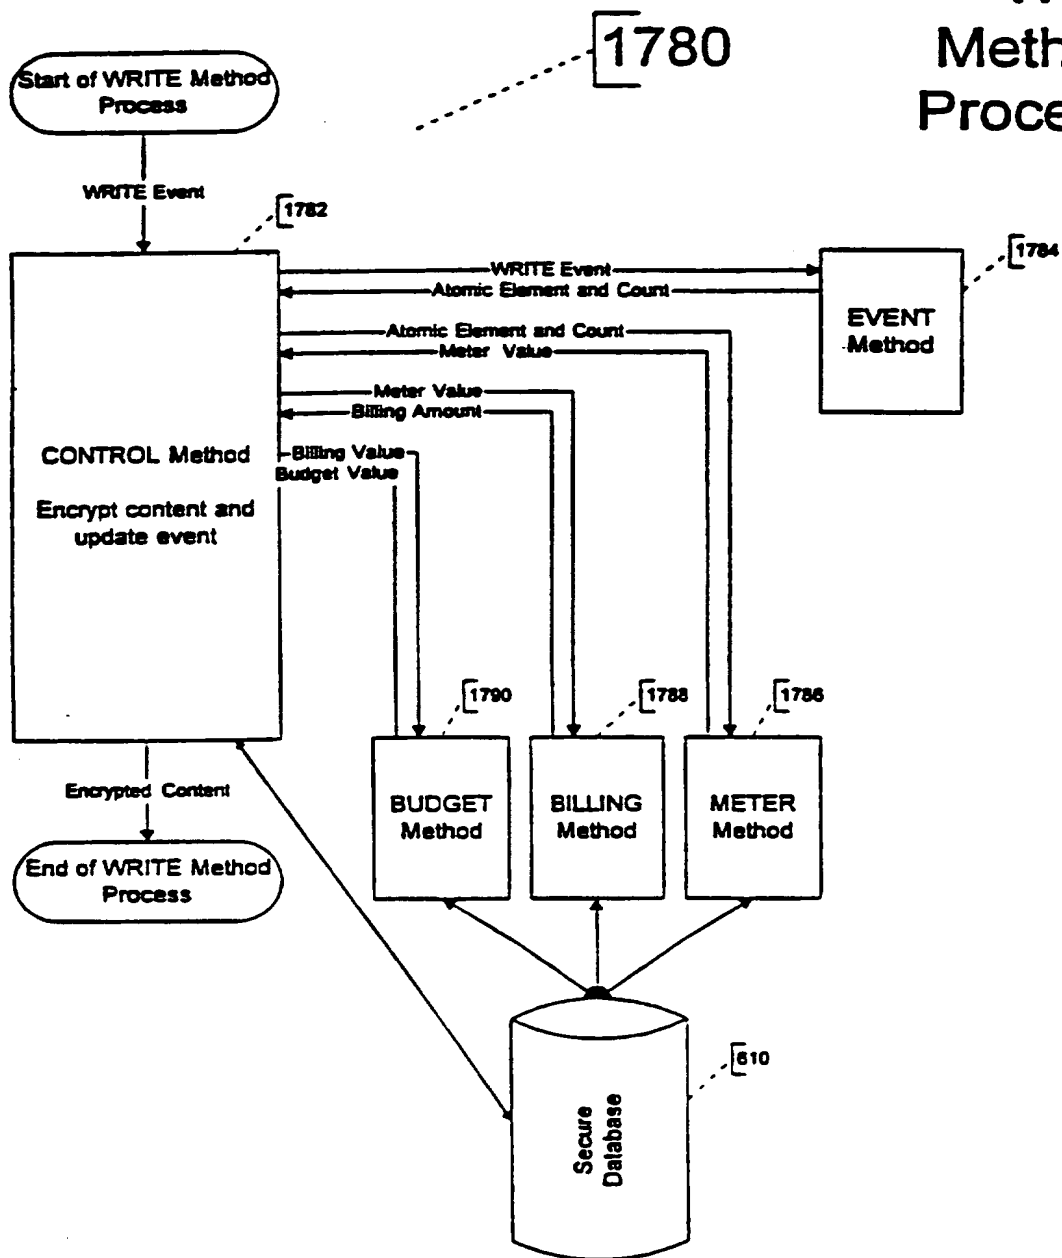 1780
Start of WRITE Method
Process
WRITE Event
1782
WRITE Event
Atomic Element and Count
1784
EVENT
Method
Atomic Element and Count
Meter Value
Meter Value
Billing Amount
CONTROL Method
Encrypt content and
update event
Billing Value
Budget Value
1790
1788
1786
Encrypted Content
BUDGET
Method
BILLING
Method
METER
Method
End of WRITE Method
Process
610
Secure
Database